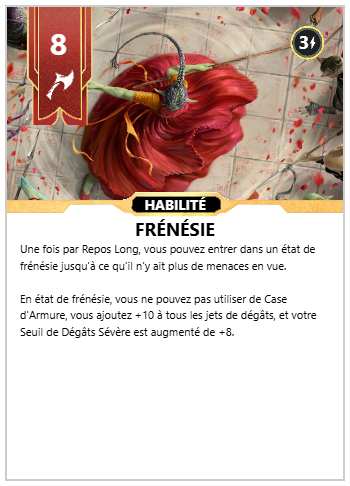 8
3
HABILITÉ
FRÉNÉSIE
Une fois par Repos Long, vous pouvez entrer dans un état de
frénésie jusqu'à ce qu'il n'y ait plus de menaces en vue.
En état de frénésie, vous ne pouvez pas utiliser de Case
d'Armure, vous ajoutez +10 à tous les jets de dégâts, et votre
Seuil de Dégâts Sévère est augmenté de +8.